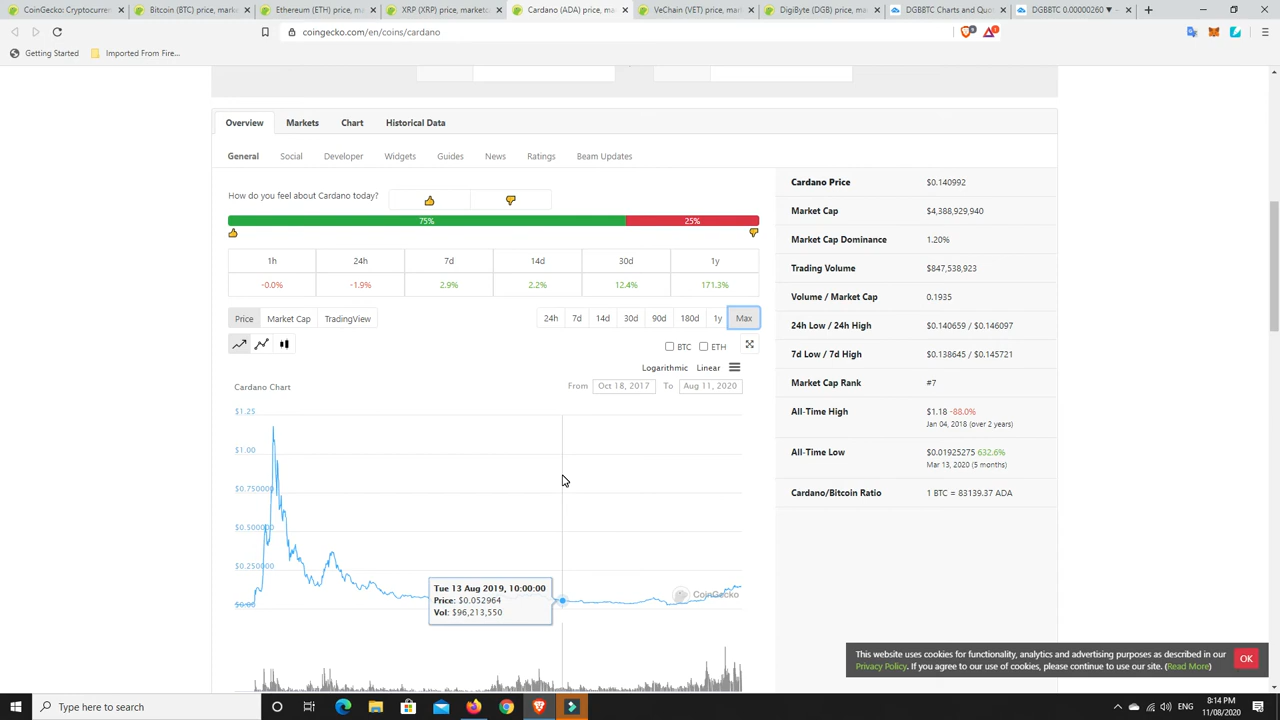 CoinGecko: Cryptocurren
Bitcoin (BTC) price, marke
Ethereum (ETH) price, ma
XRP (XRP) price, marketc
Cardano (ADA) price, ma
VeChain (VET) price, mar
DigiByte (DGB) price, ma
DGBBTC Charts and Quo
DGBBTC 0.00000260 ▼
coingecko.com/en/coins/cardano
Getting Started
Imported From Fire...
Overview
Markets
Chart
Historical Data
General
Social
Developer
Widgets
Guides
News
Ratings
Beam Updates
How do you feel about Cardano today?
75%
25%
1h 24h 7d 14d 30d 1y
-0.0% -1.9% 2.9% 2.2% 12.4% 171.3%
Price
Market Cap
TradingView
24h 7d 14d 30d 90d 180d 1y Max
BTC ETH
Logarithmic Linear
Cardano Chart
From Oct 18, 2017 To Aug 11, 2020
$1.25
$1.00
$0.750000
$0.500000
$0.250000
$0.00
Tue 13 Aug 2019, 10:00:00
Price: $0.052964
Vol: $96,213,550
CoinGecko
Cardano Price $0.140992
Market Cap $4,388,929,940
Market Cap Dominance 1.20%
Trading Volume $847,538,923
Volume / Market Cap 0.1935
24h Low / 24h High $0.140659 / $0.146097
7d Low / 7d High $0.138645 / $0.145721
Market Cap Rank #7
All-Time High $1.18 -88.0%
Jan 04, 2018 (over 2 years)
All-Time Low $0.01925275 632.6%
Mar 13, 2020 (5 months)
Cardano/Bitcoin Ratio 1 BTC = 83139.37 ADA
This website uses cookies for functionality, analytics and advertising purposes as described in our
Privacy Policy. If you agree to our use of cookies, please continue to use our site. (Read More)
OK
Type here to search
ENG
8:14 PM
11/08/2020